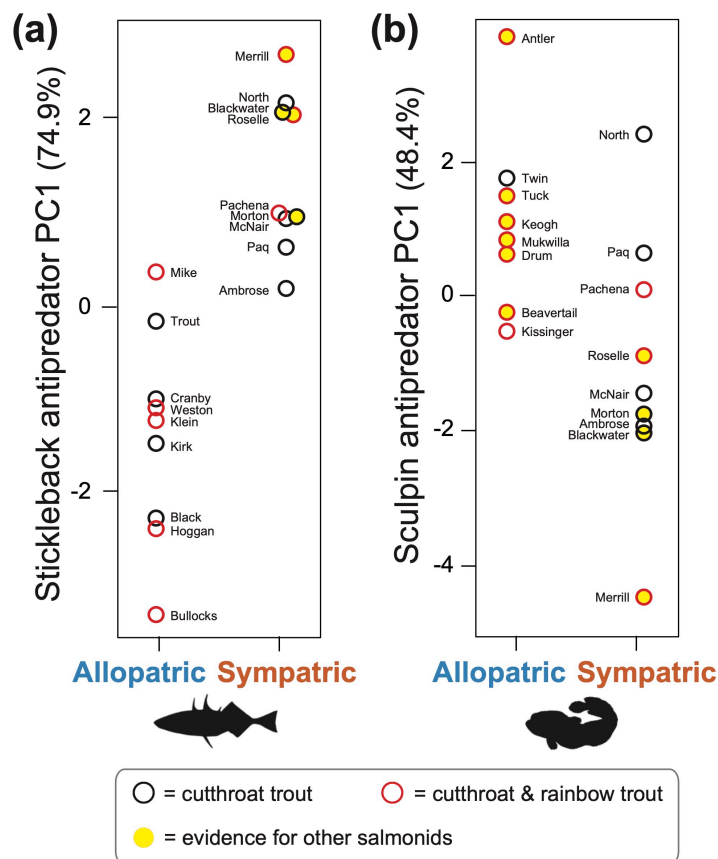 (a)
Stickleback antipredator PC1 (74.9%)
2
0
-2
Merrill
North
Blackwater
Roselle
Pachena
Morton
McNair
Paq
Ambrose
Mike
Trout
Cranby
Weston
Klein
Kirk
Black
Hoggan
Bullocks
Allopatric Sympatric
(b)
Sculpin antipredator PC1 (48.4%)
2
0
-2
-4
Antler
North
Twin
Tuck
Keogh
Mukwilla
Drum
Paq
Pachena
Beavertail
Kissinger
Roselle
McNair
Morton
Ambrose
Blackwater
Merrill
Allopatric Sympatric
= cutthroat trout
= cutthroat & rainbow trout
= evidence for other salmonids